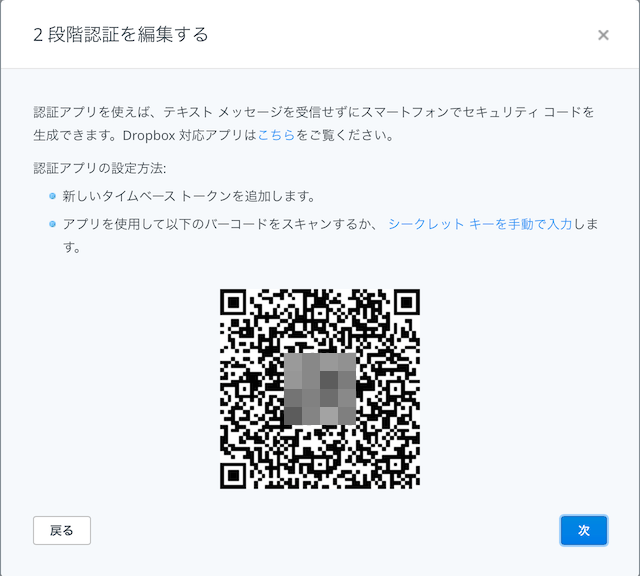 2 段階認証を編集する
×
認証アプリを使えば、テキスト メッセージを受信せずにスマートフォンでセキュリティ コードを
生成できます。Dropbox 対応アプリはこちらをご覧ください。
認証アプリの設定方法:
新しいタイムベース トークンを追加します。
アプリを使用して以下のバーコードをスキャンするか、 シークレット キーを手動で入力しま
す。
戻る
次